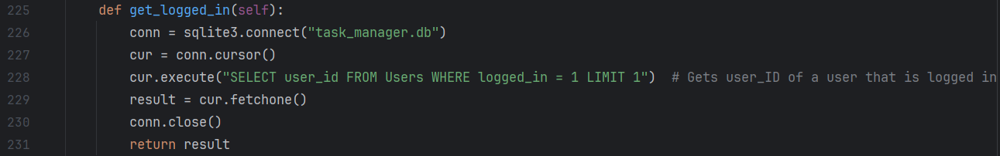 225 def get_logged_in(self):
226 conn = sqlite3.connect("task_manager.db")
227 cur = conn.cursor()
228 cur.execute("SELECT user_id FROM Users WHERE logged_in = 1 LIMIT 1")  # Gets user_ID of a user that is logged in
229 result = cur.fetchone()
230 conn.close()
231 return result